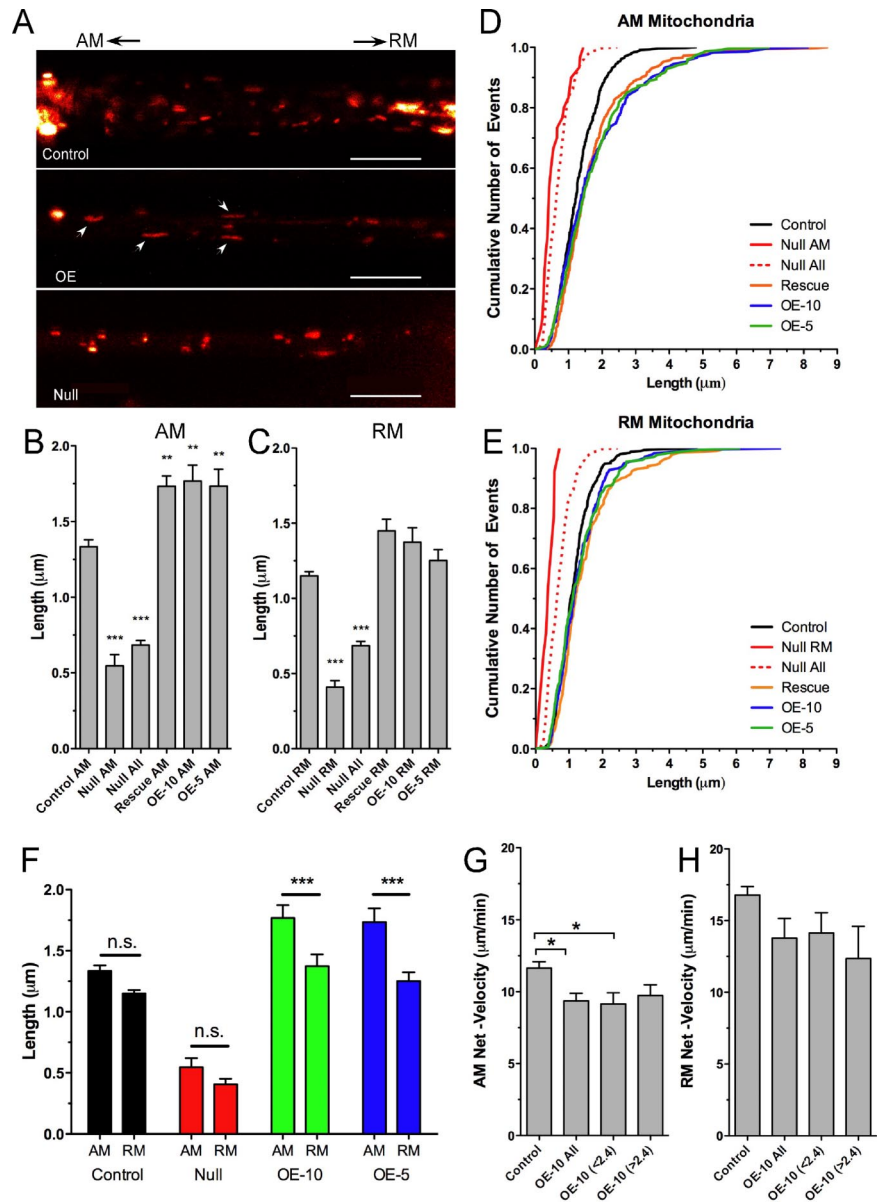 A
AM
RM
Control
OE
Null
B
AM
Length (μm)
2.0
1.5
1.0
0.5
0.0
***
***
**
**
**
Control AM
Null AM
Null All
Rescue AM
OE-10 AM
OE-5 AM
C
RM
Length (μm)
2.0
1.5
1.0
0.5
0.0
***
***
Control RM
Null RM
Null All
Rescue RM
OE-10 RM
OE-5 RM
D
AM Mitochondria
Cumulative Number of Events
1.0
0.8
0.6
0.4
0.2
0.0
Control
Null AM
Null All
Rescue
OE-10
OE-5
0 1 2 3 4 5 6 7 8 9
Length (μm)
E
RM Mitochondria
Cumulative Number of Events
1.0
0.8
0.6
0.4
0.2
0.0
Control
Null RM
Null All
Rescue
OE-10
OE-5
0 1 2 3 4 5 6 7 8 9
Length (μm)
F
Length (μm)
2.0
1.5
1.0
0.5
0.0
n.s.
n.s.
***
***
AM RM AM RM AM RM AM RM
Control Null OE-10 OE-5
G
AM Net -Velocity (μm/min)
20
15
10
5
0
*
*
Control
OE-10 All
OE-10 (<2.4)
OE-10 (>2.4)
H
RM Net -Velocity (μm/min)
20
15
10
5
0
Control
OE-10 All
OE-10 (<2.4)
OE-10 (>2.4)